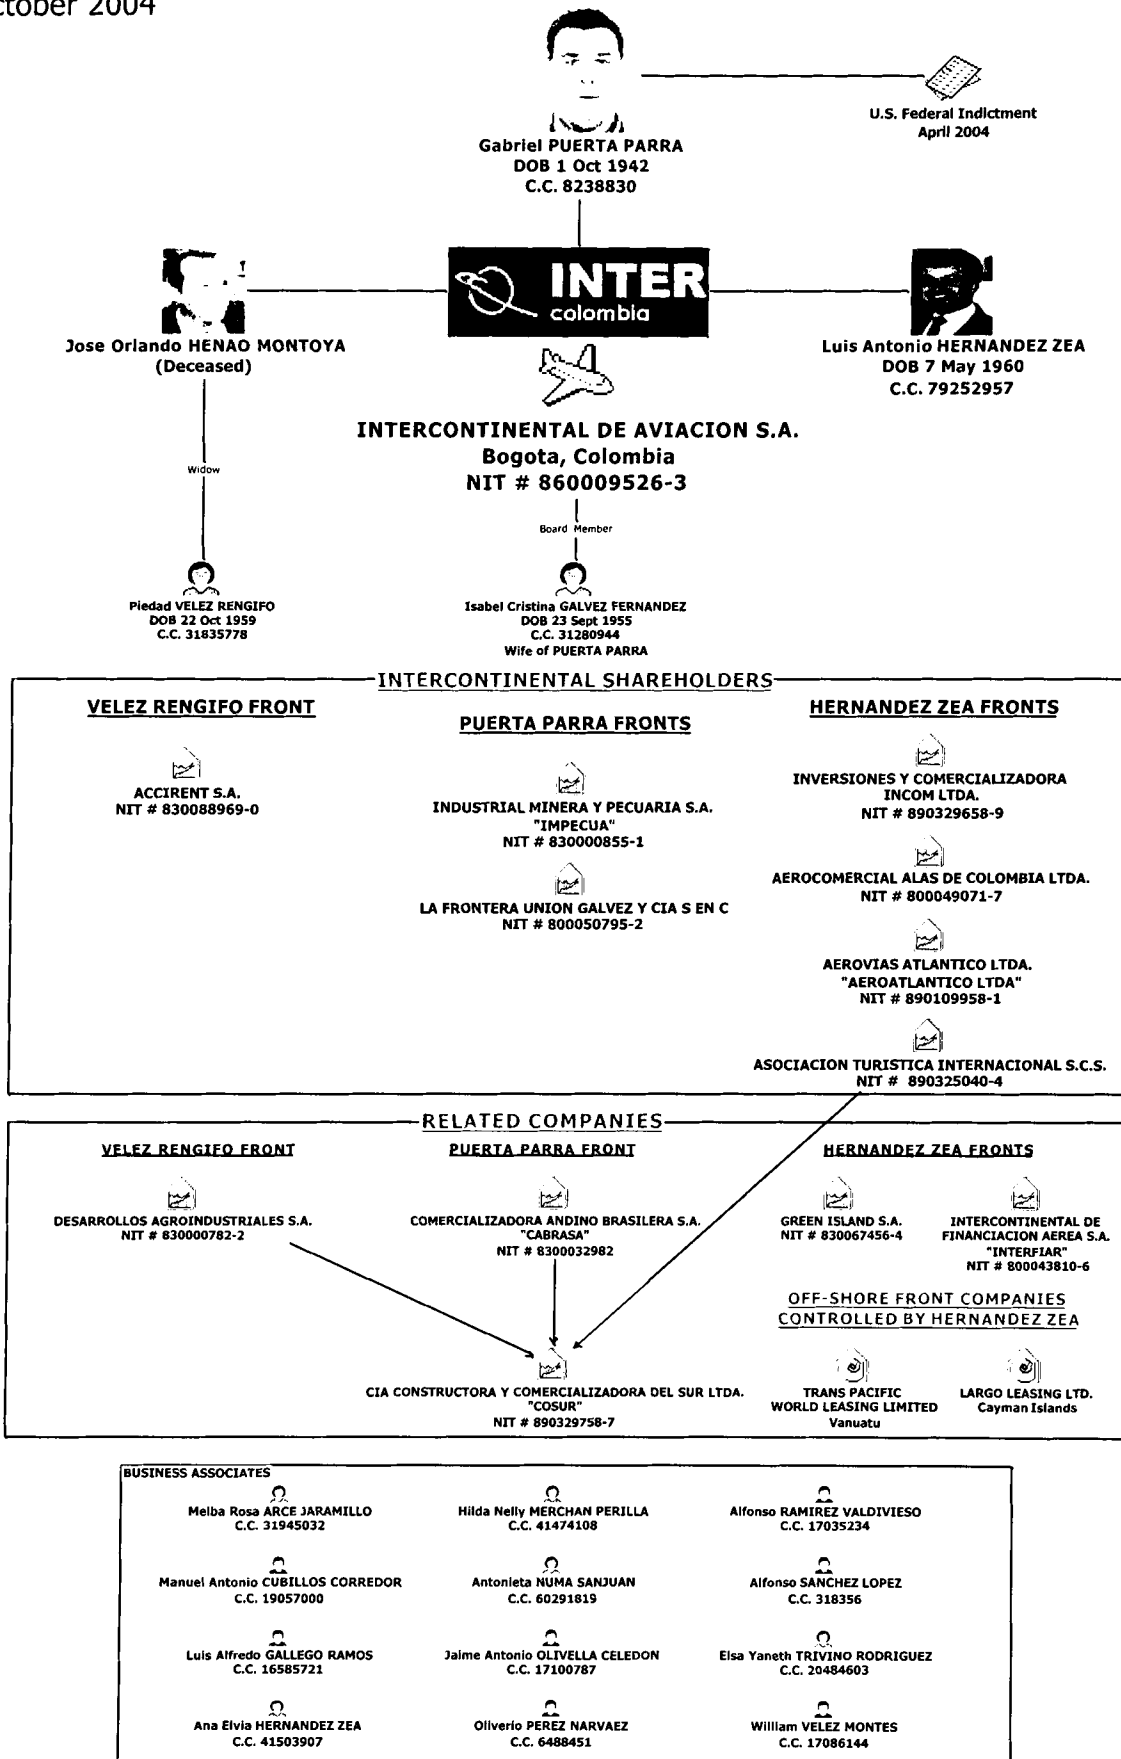 October 2004
U.S. Federal Indictment
April 2004
Gabriel PUERTA PARRA
DOB 1 Oct 1942
C.C. 8238830
INTER
colombia
Jose Orlando HENAO MONTOYA
(Deceased)
Luis Antonio HERNANDEZ ZEA
DOB 7 May 1960
C.C. 79252957
INTERCONTINENTAL DE AVIACION S.A.
Bogota, Colombia
NIT # 860009526-3
Widow
Board Member
Piedad VELEZ RENGIFO
DOB 22 Oct 1959
C.C. 31835778
Isabel Cristina GALVEZ FERNANDEZ
DOB 23 Sept 1955
C.C. 31280944
Wife of PUERTA PARRA
INTERCONTINENTAL SHAREHOLDERS
VELEZ RENGIFO FRONT
ACCIRENT S.A.
NIT # 830088969-0
PUERTA PARRA FRONTS
INDUSTRIAL MINERA Y PECUARIA S.A.
"IMPECUA"
NIT # 830000855-1
LA FRONTERA UNION GALVEZ Y CIA S EN C
NIT # 800050795-2
HERNANDEZ ZEA FRONTS
INVERSIONES Y COMERCIALIZADORA
INCOM LTDA.
NIT # 890329658-9
AEROCOMERCIAL ALAS DE COLOMBIA LTDA.
NIT # 800049071-7
AEROVIAS ATLANTICO LTDA.
"AEROATLANTICO LTDA"
NIT # 890109958-1
ASOCIACION TURISTICA INTERNACIONAL S.C.S.
NIT # 890325040-4
RELATED COMPANIES
VELEZ RENGIFO FRONT
DESARROLLOS AGROINDUSTRIALES S.A.
NIT # 830000782-2
PUERTA PARRA FRONT
COMERCIALIZADORA ANDINO BRASILERA S.A.
"CABRASA"
NIT # 8300032982
HERNANDEZ ZEA FRONTS
GREEN ISLAND S.A.
NIT # 830067456-4
INTERCONTINENTAL DE
FINANCIACION AEREA S.A.
"INTERFIAR"
NIT # 800043810-6
OFF-SHORE FRONT COMPANIES
CONTROLLED BY HERNANDEZ ZEA
CIA CONSTRUCTORA Y COMERCIALIZADORA DEL SUR LTDA.
"COSUR"
NIT # 890329758-7
TRANS PACIFIC
WORLD LEASING LIMITED
Vanuatu
LARGO LEASING LTD.
Cayman Islands
BUSINESS ASSOCIATES
Melba Rosa ARCE JARAMILLO
C.C. 31945032
Hilda Nelly MERCHAN PERILLA
C.C. 41474108
Alfonso RAMIREZ VALDIVIESO
C.C. 17035234
Manuel Antonio CUBILLOS CORREDOR
C.C. 19057000
Antonieta NUMA SANJUAN
C.C. 60291819
Alfonso SANCHEZ LOPEZ
C.C. 318356
Luis Alfredo GALLEGO RAMOS
C.C. 16585721
Jaime Antonio OLIVELLA CELEDON
C.C. 17100787
Elsa Yaneth TRIVINO RODRIGUEZ
C.C. 20484603
Ana Elvia HERNANDEZ ZEA
C.C. 41503907
Oliverio PEREZ NARVAEZ
C.C. 6488451
William VELEZ MONTES
C.C. 17086144